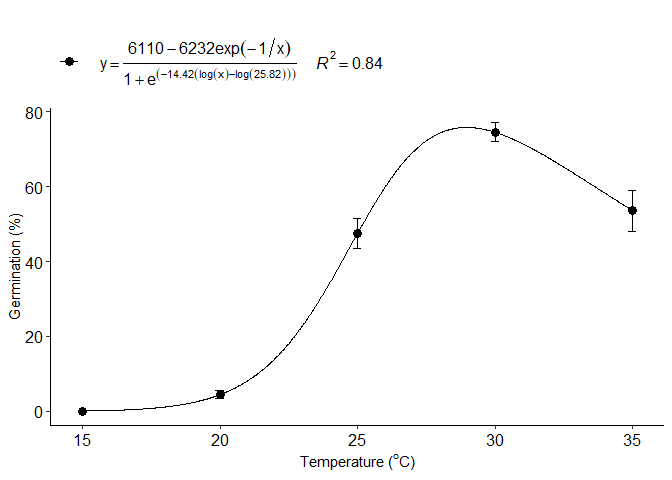 y = 6110 − 6232exp(−1/x) / 1 + e^(−14.42(log(x)−log(25.82))) R² = 0.84
80
60
40
20
0
Germination (%)
15 20 25 30 35
Temperature (°C)